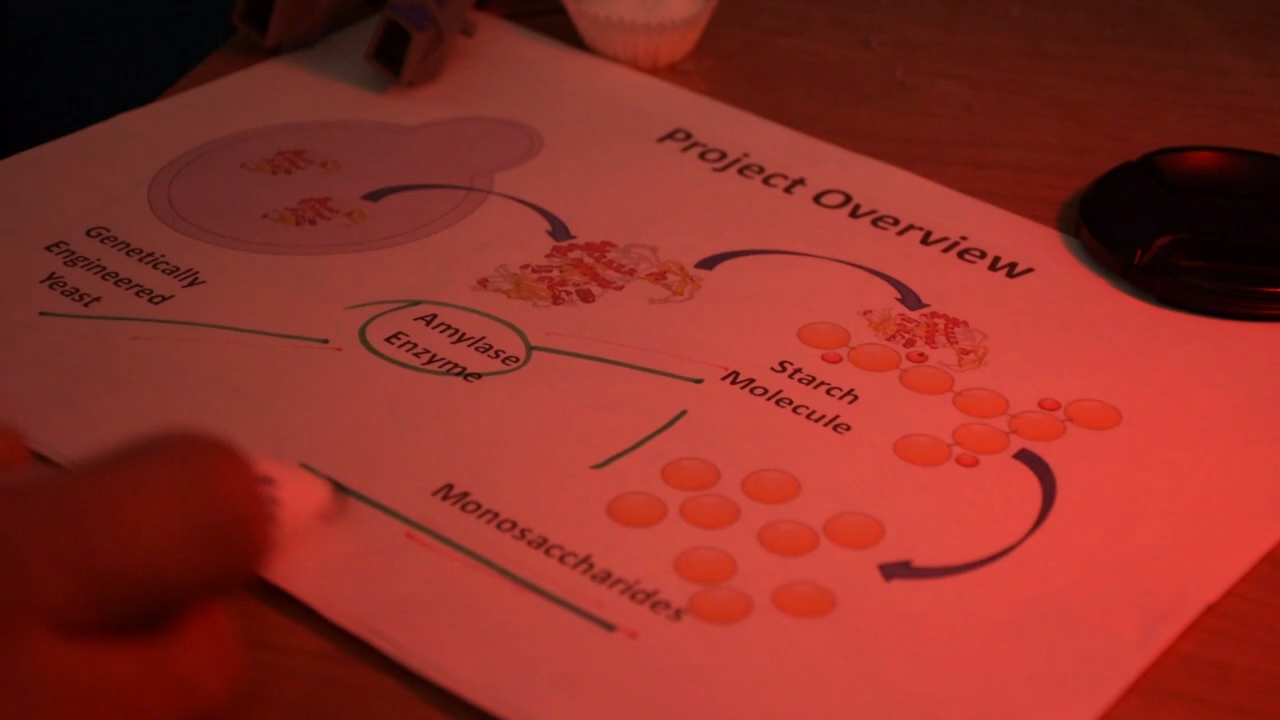 Project Overview
Genetically
Engineered
Yeast
Amylase
Enzyme
Starch
Molecule
Monosaccharides